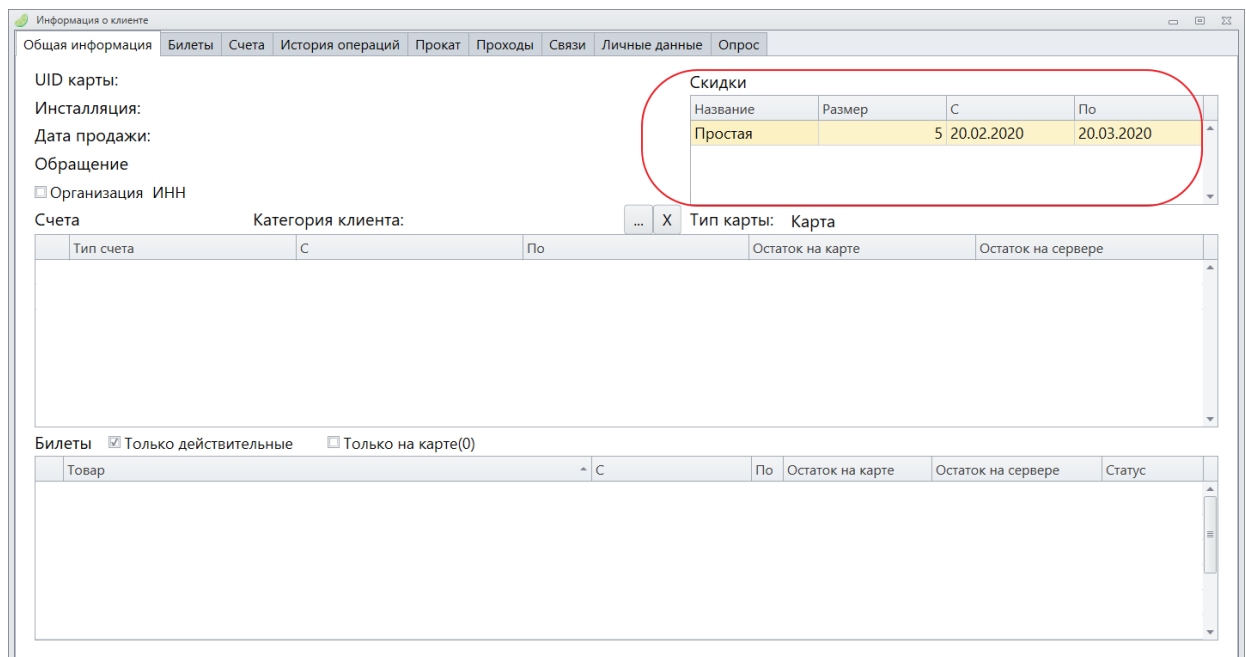 Информация о клиенте
Общая информация Билеты Счета История операций Прокат Проходы Связи Личные данные Опрос
UID карты:
Инсталляция:
Дата продажи:
Обращение
Организация ИНН
Скидки
Название Размер С По
Простая 5 20.02.2020 20.03.2020
Счета Категория клиента: ... X Тип карты: Карта
Тип счета С По Остаток на карте Остаток на сервере
Билеты Только действительные Только на карте(0)
Товар С По Остаток на карте Остаток на сервере Статус